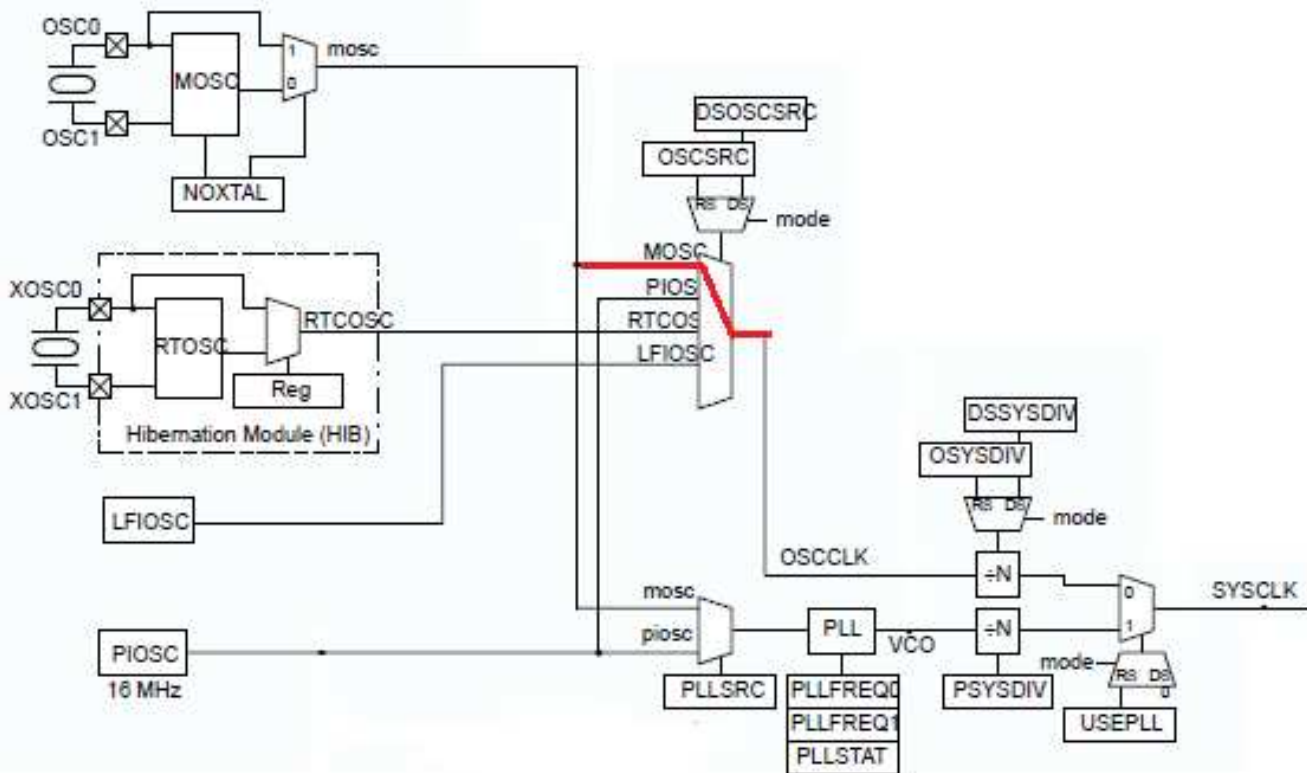 OSC0
OSC1
MOSC
1
0
mosc
NOXTAL
DSOSCSRC
OSCSRC
RS DS
mode
XOSC0
XOSC1
RTOSC
RTCOSC
Reg
Hibernation Module (HIB)
MOSC
PIOS
RTCOS
LFIOSC
LFIOSC
DSSYSDIV
OSYSDIV
RS DS
mode
OSCCLK
÷N
0
1
SYSCLK
PIOSC
16 MHz
mosc
piosc
PLLSRC
PLL
VCO
÷N
PLLFREQ0
PLLFREQ1
PLLSTAT
PSYSDIV
mode
RS DS
0
USEPLL